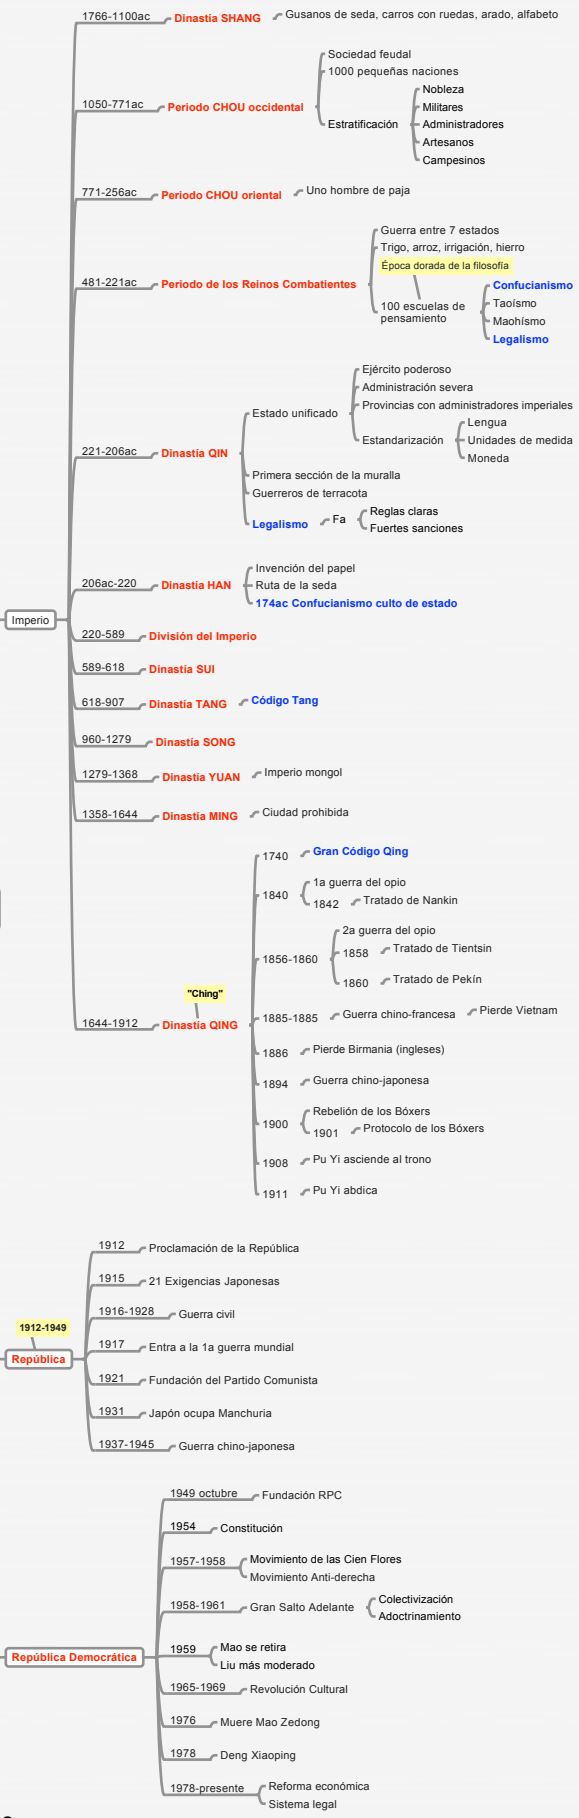 1766-1100ac
Dinastía SHANG
Gusanos de seda, carros con ruedas, arado, alfabeto
1050-771ac
Periodo CHOU occidental
Sociedad feudal
1000 pequeñas naciones
Estratificación
Nobleza
Militares
Administradores
Artesanos
Campesinos
771-256ac
Periodo CHOU oriental
Uno hombre de paja
481-221ac
Periodo de los Reinos Combatientes
Guerra entre 7 estados
Trigo, arroz, irrigación, hierro
Época dorada de la filosofía
100 escuelas de
pensamiento
Confucianismo
Taoísmo
Maohísmo
Legalismo
221-206ac
Dinastía QIN
Estado unificado
Ejército poderoso
Administración severa
Provincias con administradores imperiales
Estandarización
Lengua
Unidades de medida
Moneda
Primera sección de la muralla
Guerreros de terracota
Legalismo
Fa
Reglas claras
Fuertes sanciones
206ac-220
Dinastía HAN
Invención del papel
Ruta de la seda
174ac Confucianismo culto de estado
Imperio
220-589
División del Imperio
589-618
Dinastía SUI
618-907
Dinastía TANG
Código Tang
960-1279
Dinastía SONG
1279-1368
Dinastía YUAN
Imperio mongol
1358-1644
Dinastía MING
Ciudad prohibida
1644-1912
"Ching"
Dinastía QING
1740
Gran Código Qing
1840
1a guerra del opio
1842
Tratado de Nankin
1856-1860
2a guerra del opio
1858
Tratado de Tientsin
1860
Tratado de Pekín
1885-1885
Guerra chino-francesa
Pierde Vietnam
1886
Pierde Birmania (ingleses)
1894
Guerra chino-japonesa
1900
Rebelión de los Bóxers
1901
Protocolo de los Bóxers
1908
Pu Yi asciende al trono
1911
Pu Yi abdica
1912-1949
República
1912
Proclamación de la República
1915
21 Exigencias Japonesas
1916-1928
Guerra civil
1917
Entra a la 1a guerra mundial
1921
Fundación del Partido Comunista
1931
Japón ocupa Manchuria
1937-1945
Guerra chino-japonesa
República Democrática
1949 octubre
Fundación RPC
1954
Constitución
1957-1958
Movimiento de las Cien Flores
Movimiento Anti-derecha
1958-1961
Gran Salto Adelante
Colectivización
Adoctrinamiento
1959
Mao se retira
Liu más moderado
1965-1969
Revolución Cultural
1976
Muere Mao Zedong
1978
Deng Xiaoping
1978-presente
Reforma económica
Sistema legal